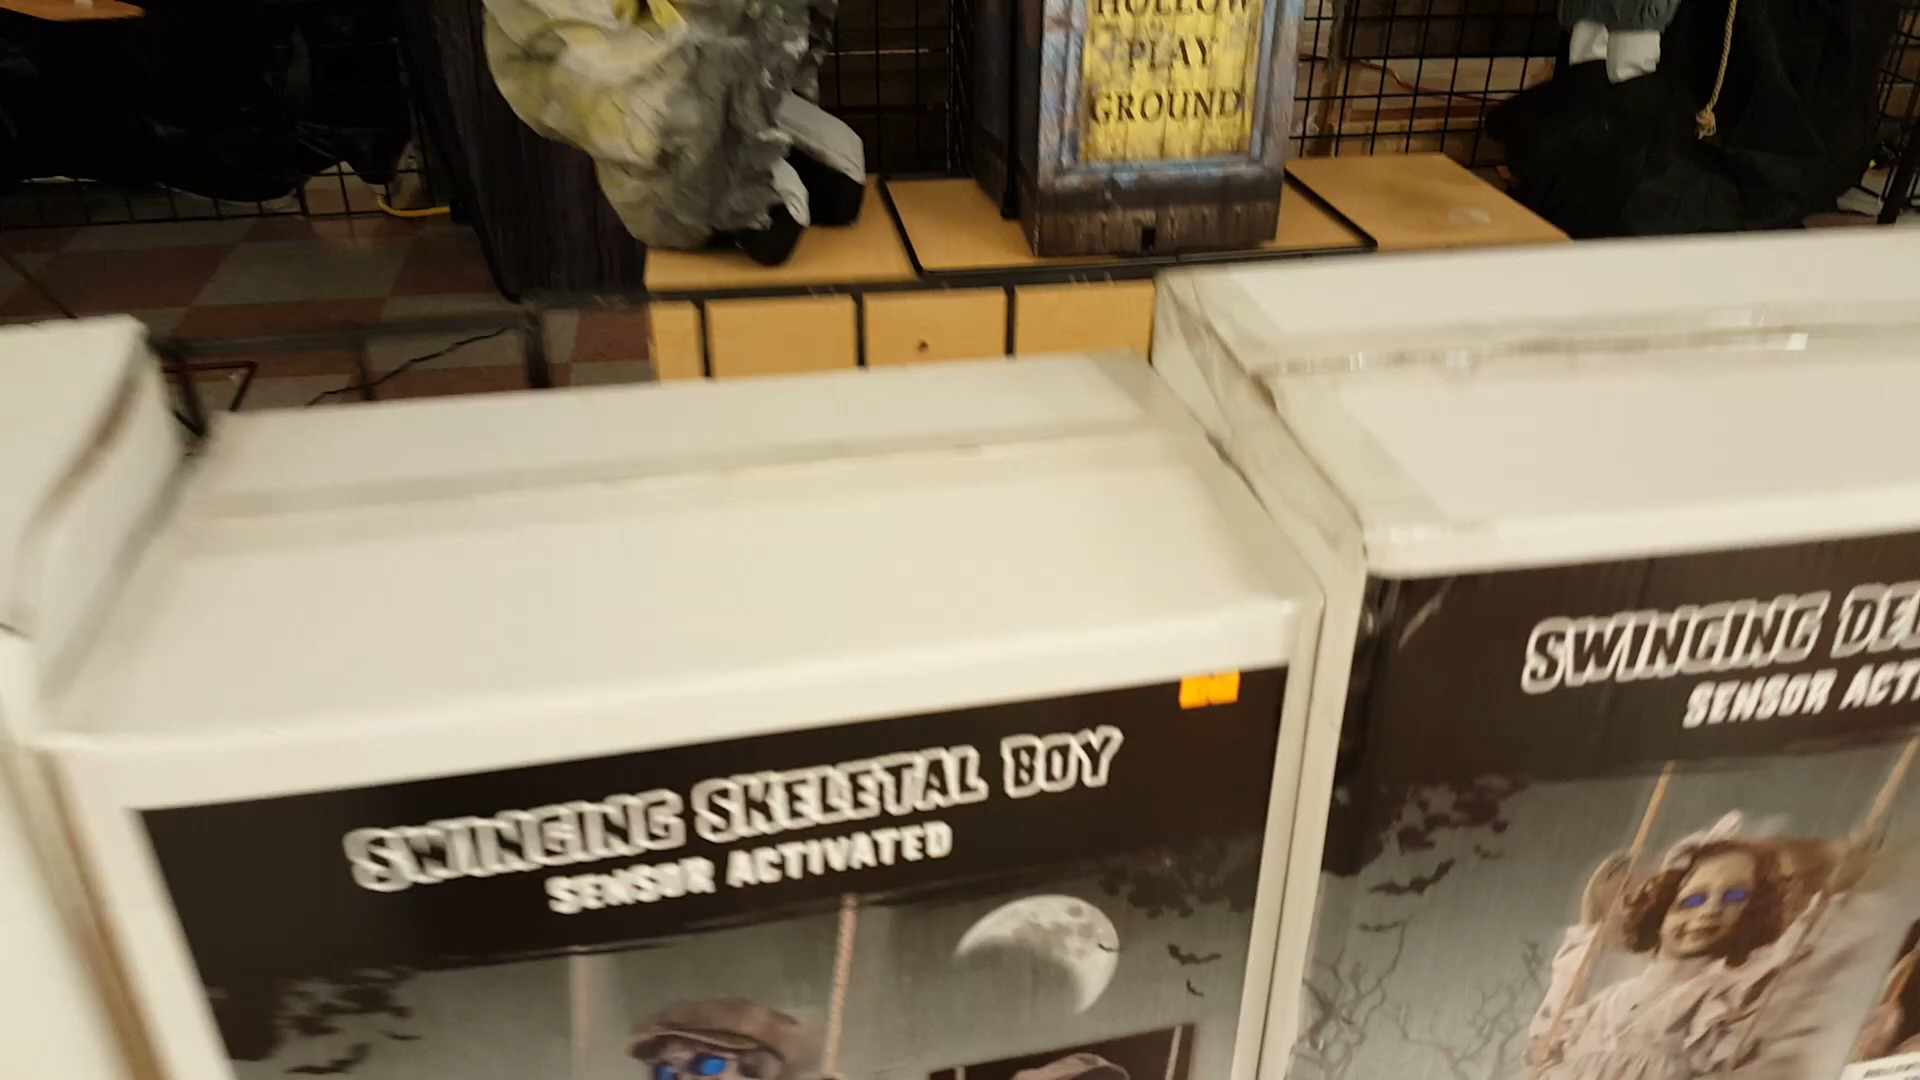 HOLLOW
PLAY
GROUND
SWINGING SKELETAL BOY
SENSOR ACTIVATED
SWINGING
SENSOR